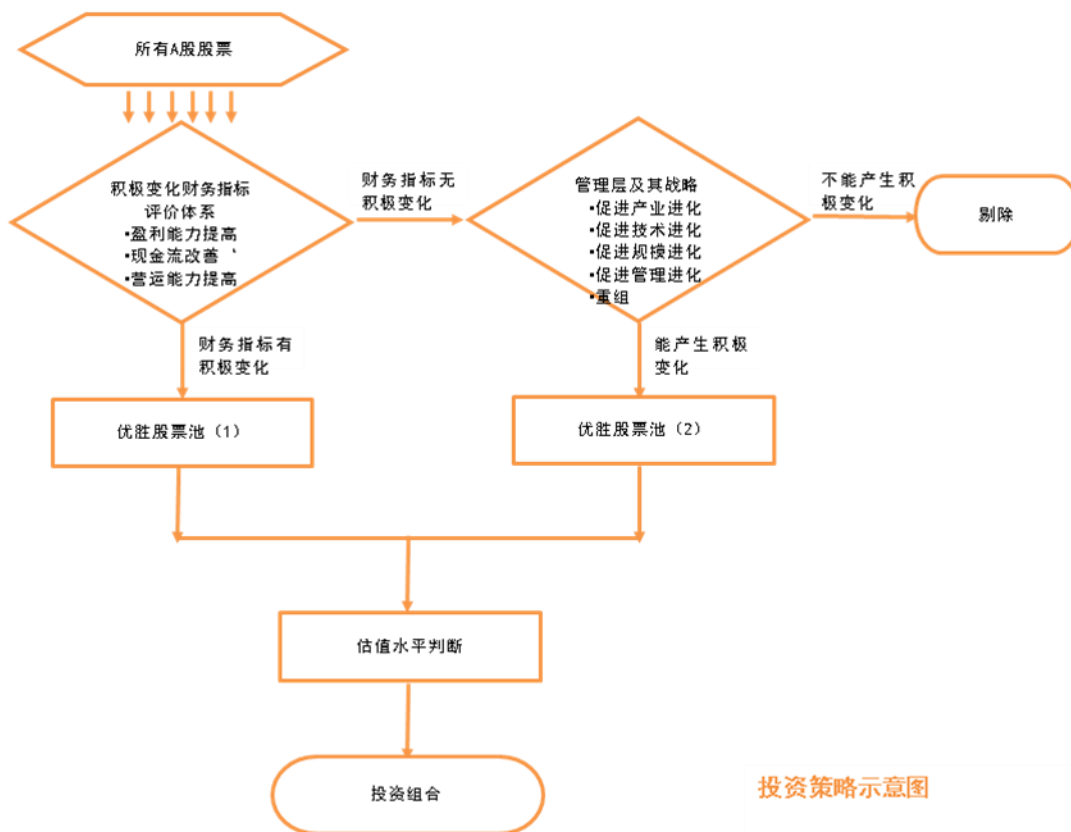 所有A股股票
积极变化财务指标
评价体系
▪盈利能力提高
▪现金流改善 、
▪营运能力提高
财务指标无
积极变化
管理层及其战略
▪促进产业进化
▪促进技术进化
▪促进规模进化
▪促进管理进化
▪重组
不能产生积
极变化
剔除
财务指标有
积极变化
能产生积极
变化
优胜股票池（1）
优胜股票池（2）
估值水平判断
投资组合
投资策略示意图